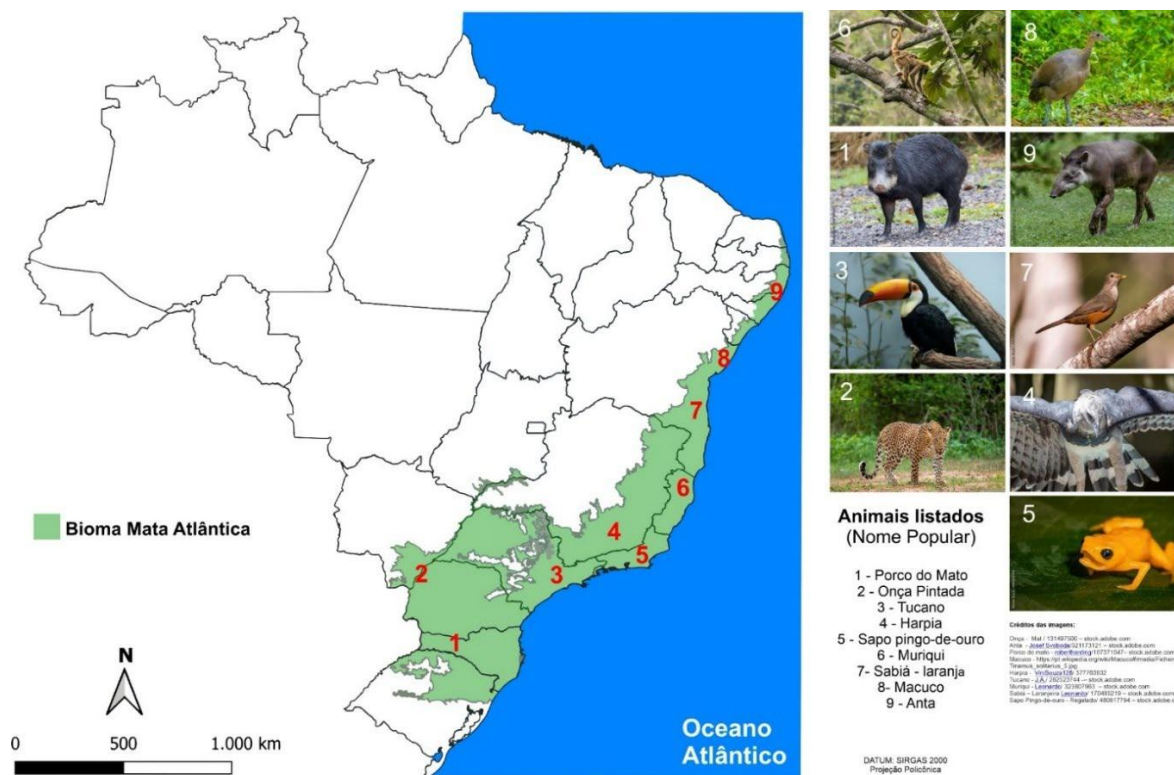 9
8
7
6
4
5
3
2
1
Bioma Mata Atlântica
N
0 500 1.000 km
Oceano
Atlântico
6
8
1
9
3
7
2
4
5
Animais listados
(Nome Popular)
1 - Porco do Mato
2 - Onça Pintada
3 - Tucano
4 - Harpia
5 - Sapo pingo-de-ouro
6 - Muriqui
7- Sabiá - laranja
8- Macuco
9 - Anta
DATUM: SIRGAS 2000
Projeção Policônica
Créditos das imagens: